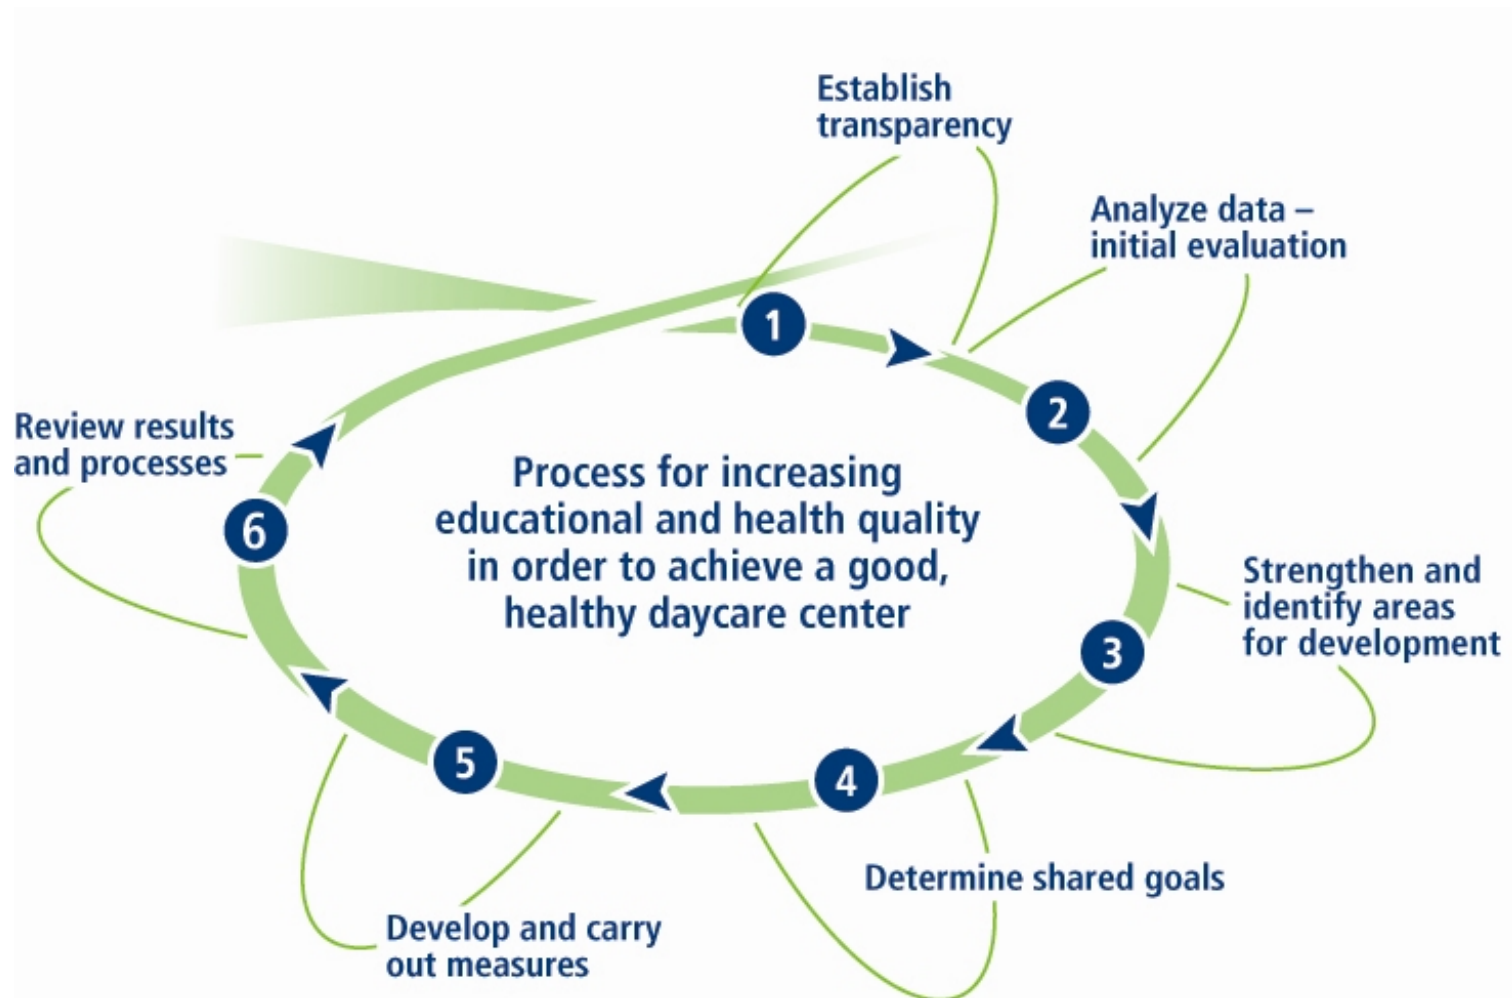 Establish
transparency
Analyze data –
initial evaluation
1
2
Review results
and processes
Process for increasing
educational and health quality
in order to achieve a good,
healthy daycare center
6
Strengthen and
identify areas
for development
3
5
4
Determine shared goals
Develop and carry
out measures